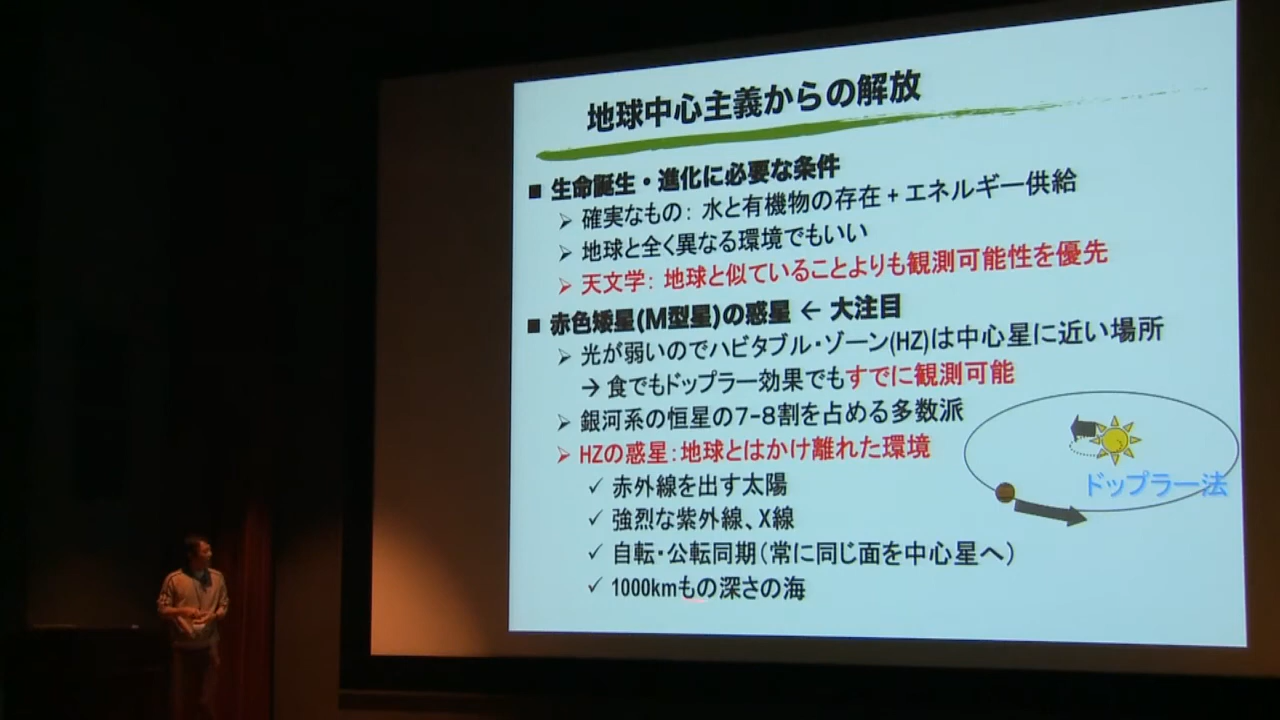 地球中心主義からの解放
■ 生命誕生・進化に必要な条件
➢ 確実なもの: 水と有機物の存在 + エネルギー供給
➢ 地球と全く異なる環境でもいい
➢ 天文学: 地球と似ていることよりも観測可能性を優先
■ 赤色矮星(M型星)の惑星 ← 大注目
➢ 光が弱いのでハビタブル・ゾーン(HZ)は中心星に近い場所
→ 食でもドップラー効果でもすでに観測可能
➢ 銀河系の恒星の7-8割を占める多数派
➢ HZの惑星:地球とはかけ離れた環境
✓ 赤外線を出す太陽
✓ 強烈な紫外線、X線
✓ 自転・公転同期(常に同じ面を中心星へ)
✓ 1000kmもの深さの海
ドップラー法